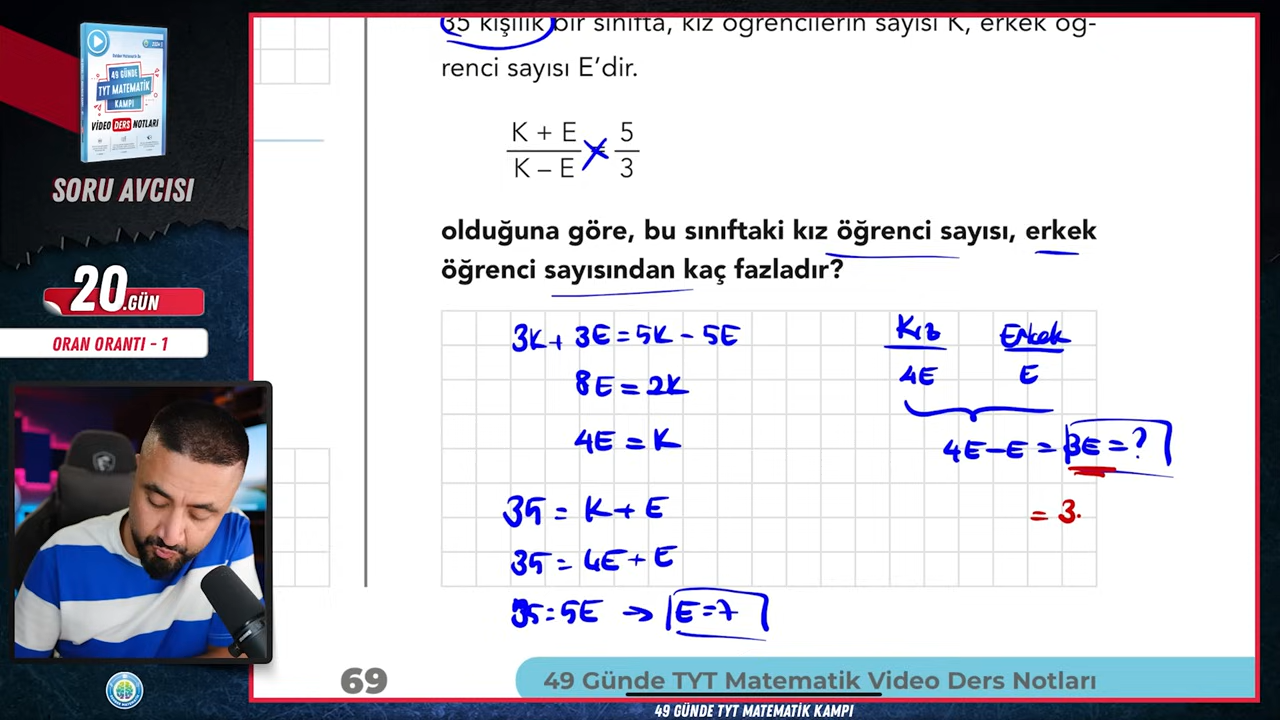 49 GÜNDE
TYT MATEMATİK
KAMPI
VİDEO DERS NOTLARI
SORU AVCISI
20.GÜN
ORAN ORANTI - 1
35 kişilik bir sınıfta, kız öğrencilerin sayısı K, erkek öğ-
renci sayısı E'dir.
K + E / K – E = 5 / 3
olduğuna göre, bu sınıftaki kız öğrenci sayısı, erkek
öğrenci sayısından kaç fazladır?
3K + 3E = 5K - 5E
8E = 2K
4E = K
35 = K + E
35 = 4E + E
35 = 5E → E = 7
Kız Erkek
4E E
4E - E = 3E = ?
= 3.
69
49 Günde TYT Matematik Video Ders Notları
49 GÜNDE TYT MATEMATİK KAMPI